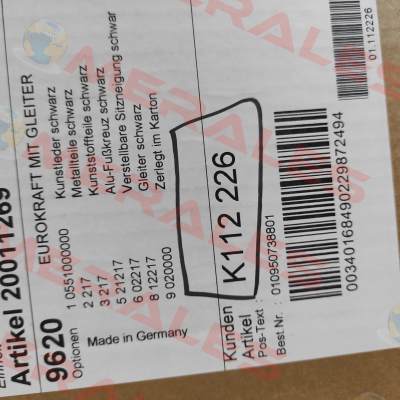 Artikel 20011269
9620 EUROKRAFT MIT GLEITER
Optionen 1 0551000000 Kunstleder schwarz
2 217 Metallteile schwarz
3 217 Kunststoffteile schwarz
5 21217 Alu-Fußkreuz schwarz
6 02217 Verstellbare Sitzneigung schwar
8 12217 Gleiter schwarz
9 020000 Zerlegt im Karton
Made in Germany
Kunden
Artikel K112 226
Pos-Text :
Best.Nr : 010950738801
00340168490229872494
01.112226
MERALES